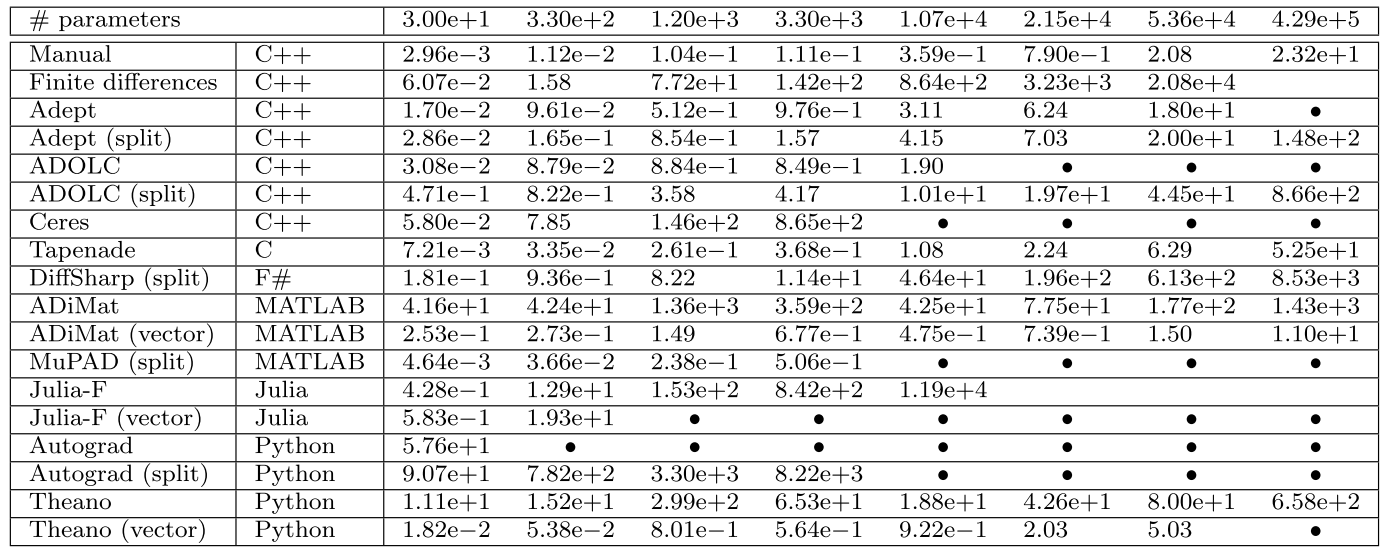 # parameters 3.00e+1 3.30e+2 1.20e+3 3.30e+3 1.07e+4 2.15e+4 5.36e+4 4.29e+5
Manual C++ 2.96e−3 1.12e−2 1.04e−1 1.11e−1 3.59e−1 7.90e−1 2.08 2.32e+1
Finite differences C++ 6.07e−2 1.58 7.72e+1 1.42e+2 8.64e+2 3.23e+3 2.08e+4
Adept C++ 1.70e−2 9.61e−2 5.12e−1 9.76e−1 3.11 6.24 1.80e+1 •
Adept (split) C++ 2.86e−2 1.65e−1 8.54e−1 1.57 4.15 7.03 2.00e+1 1.48e+2
ADOLC C++ 3.08e−2 8.79e−2 8.84e−1 8.49e−1 1.90 • • •
ADOLC (split) C++ 4.71e−1 8.22e−1 3.58 4.17 1.01e+1 1.97e+1 4.45e+1 8.66e+2
Ceres C++ 5.80e−2 7.85 1.46e+2 8.65e+2 • • • •
Tapenade C 7.21e−3 3.35e−2 2.61e−1 3.68e−1 1.08 2.24 6.29 5.25e+1
DiffSharp (split) F# 1.81e−1 9.36e−1 8.22 1.14e+1 4.64e+1 1.96e+2 6.13e+2 8.53e+3
ADiMat MATLAB 4.16e+1 4.24e+1 1.36e+3 3.59e+2 4.25e+1 7.75e+1 1.77e+2 1.43e+3
ADiMat (vector) MATLAB 2.53e−1 2.73e−1 1.49 6.77e−1 4.75e−1 7.39e−1 1.50 1.10e+1
MuPAD (split) MATLAB 4.64e−3 3.66e−2 2.38e−1 5.06e−1 • • • •
Julia-F Julia 4.28e−1 1.29e+1 1.53e+2 8.42e+2 1.19e+4
Julia-F (vector) Julia 5.83e−1 1.93e+1 • • • • • •
Autograd Python 5.76e+1 • • • • • • •
Autograd (split) Python 9.07e+1 7.82e+2 3.30e+3 8.22e+3 • • • •
Theano Python 1.11e+1 1.52e+1 2.99e+2 6.53e+1 1.88e+1 4.26e+1 8.00e+1 6.58e+2
Theano (vector) Python 1.82e−2 5.38e−2 8.01e−1 5.64e−1 9.22e−1 2.03 5.03 •